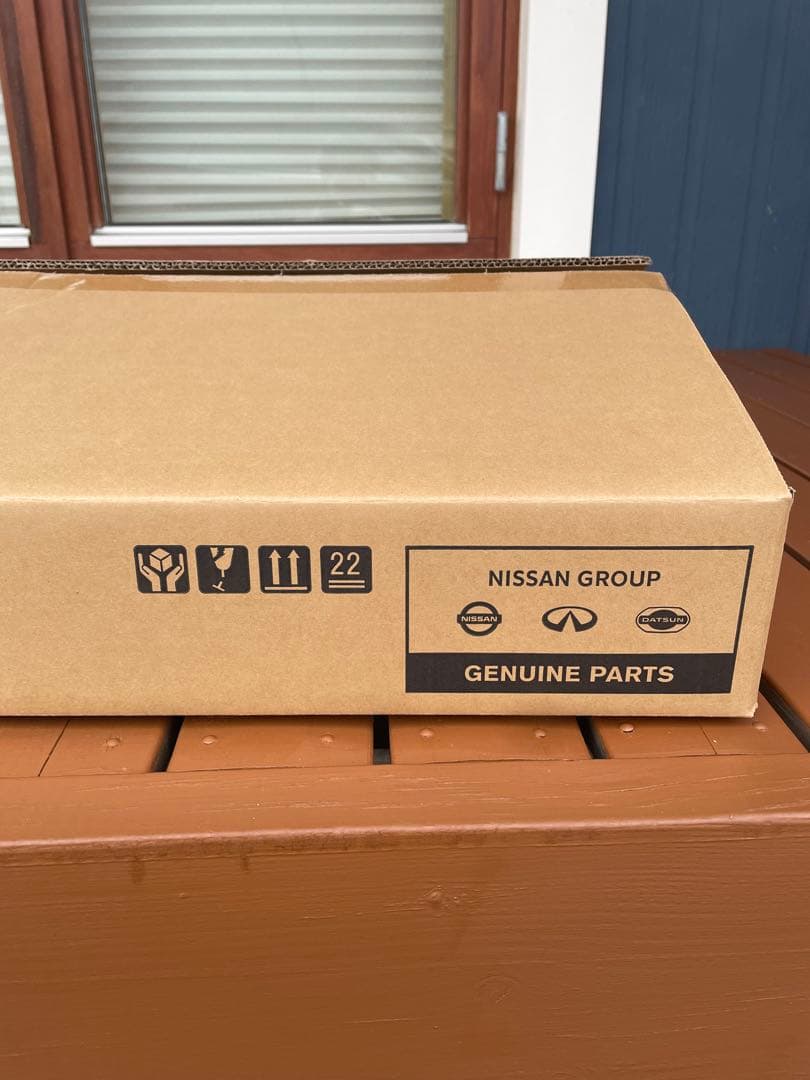 22
NISSAN GROUP
NISSAN
DATSUN
GENUINE PARTS